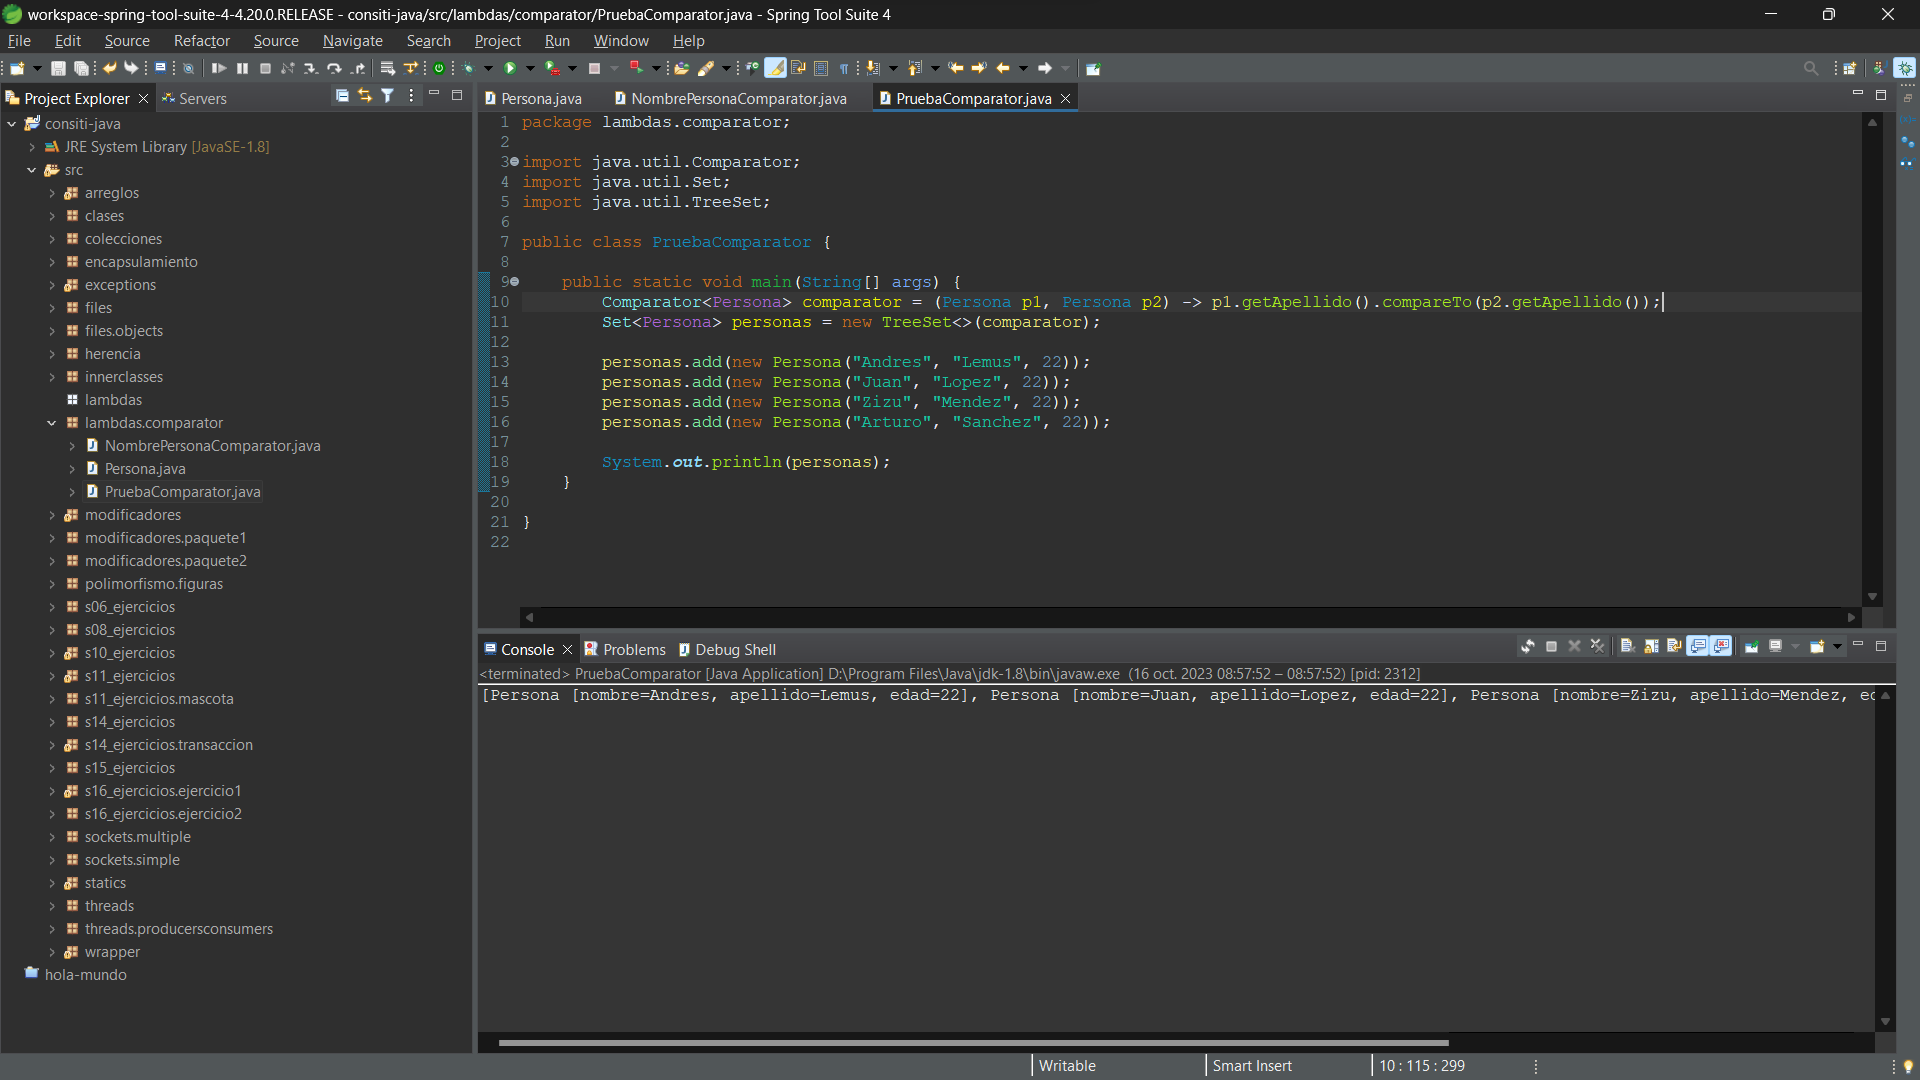 workspace-spring-tool-suite-4-4.20.0.RELEASE - consiti-java/src/lambdas/comparator/PruebaComparator.java - Spring Tool Suite 4
File Edit Source Refactor Source Navigate Search Project Run Window Help
Project Explorer Servers
consiti-java
JRE System Library [JavaSE-1.8]
src
arreglos
clases
colecciones
encapsulamiento
exceptions
files
files.objects
herencia
innerclasses
lambdas
lambdas.comparator
NombrePersonaComparator.java
Persona.java
PruebaComparator.java
modificadores
modificadores.paquete1
modificadores.paquete2
polimorfismo.figuras
s06_ejercicios
s08_ejercicios
s10_ejercicios
s11_ejercicios
s11_ejercicios.mascota
s14_ejercicios
s14_ejercicios.transaccion
s15_ejercicios
s16_ejercicios.ejercicio1
s16_ejercicios.ejercicio2
sockets.multiple
sockets.simple
statics
threads
threads.producersconsumers
wrapper
hola-mundo
Persona.java NombrePersonaComparator.java PruebaComparator.java
1 package lambdas.comparator;
2
3 import java.util.Comparator;
4 import java.util.Set;
5 import java.util.TreeSet;
6
7 public class PruebaComparator {
8
9 public static void main(String[] args) {
10 Comparator<Persona> comparator = (Persona p1, Persona p2) -> p1.getApellido().compareTo(p2.getApellido());
11 Set<Persona> personas = new TreeSet<>(comparator);
12
13 personas.add(new Persona("Andres", "Lemus", 22));
14 personas.add(new Persona("Juan", "Lopez", 22));
15 personas.add(new Persona("Zizu", "Mendez", 22));
16 personas.add(new Persona("Arturo", "Sanchez", 22));
17
18 System.out.println(personas);
19 }
20
21 }
22
Console Problems Debug Shell
<terminated> PruebaComparator [Java Application] D:\Program Files\Java\jdk-1.8\bin\javaw.exe (16 oct. 2023 08:57:52 – 08:57:52) [pid: 2312]
[Persona [nombre=Andres, apellido=Lemus, edad=22], Persona [nombre=Juan, apellido=Lopez, edad=22], Persona [nombre=Zizu, apellido=Mendez, ed
Writable Smart Insert 10 : 115 : 299